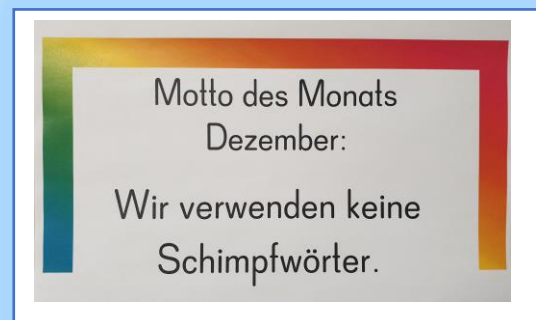 Motto des Monats
Dezember:
Wir verwenden keine
Schimpfwörter.